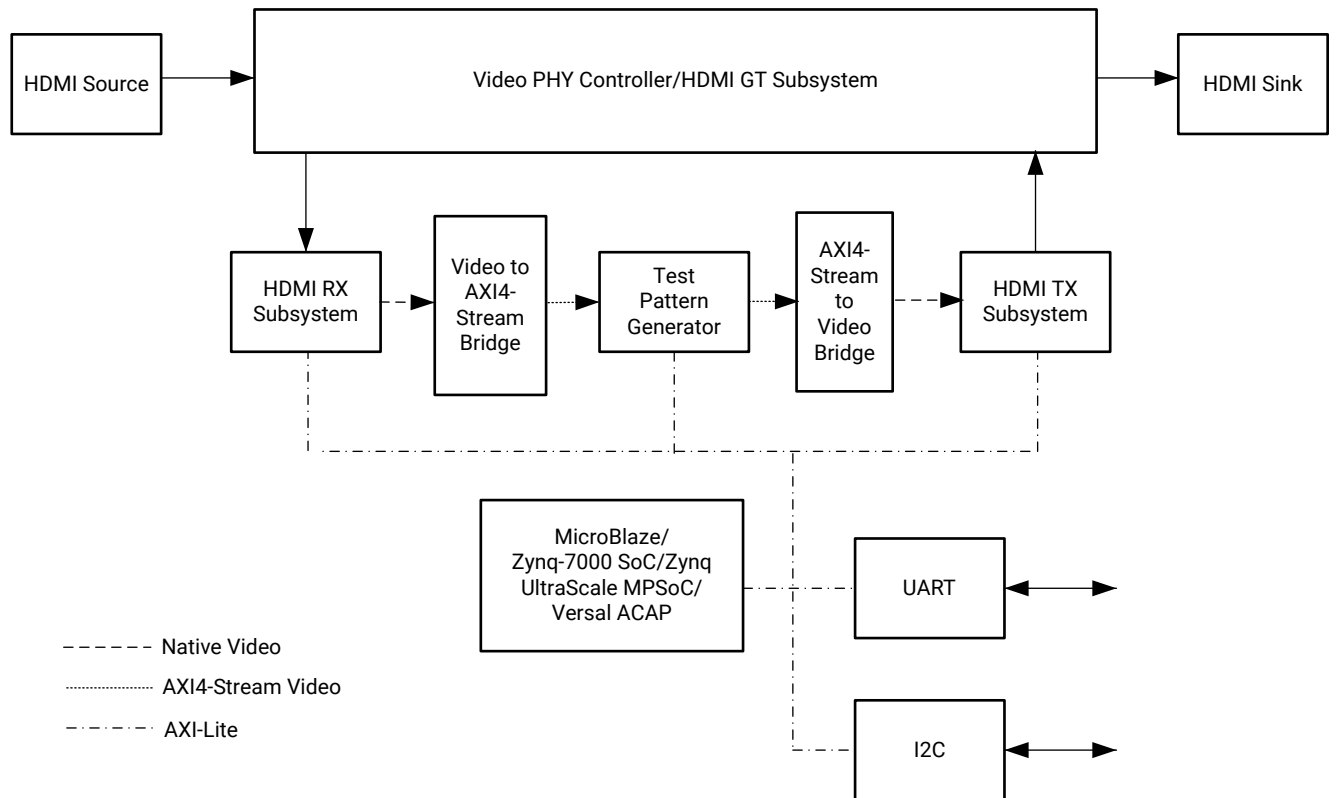 HDMI Source
Video PHY Controller/HDMI GT Subsystem
HDMI Sink
HDMI RX
Subsystem
Video to
AXI4-
Stream
Bridge
Test
Pattern
Generator
AXI4-
Stream
to
Video
Bridge
HDMI TX
Subsystem
MicroBlaze/
Zynq-7000 SoC/Zynq
UltraScale MPSoC/
Versal ACAP
UART
Native Video
AXI4-Stream Video
AXI-Lite
I2C